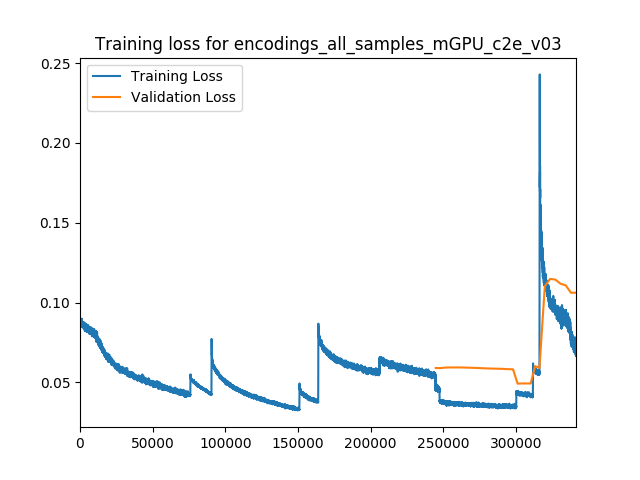 Training loss for encodings_all_samples_mGPU_c2e_v03
0.25
Training Loss
Validation Loss
0.20
0.15
0.10
0.05
0 50000 100000 150000 200000 250000 300000